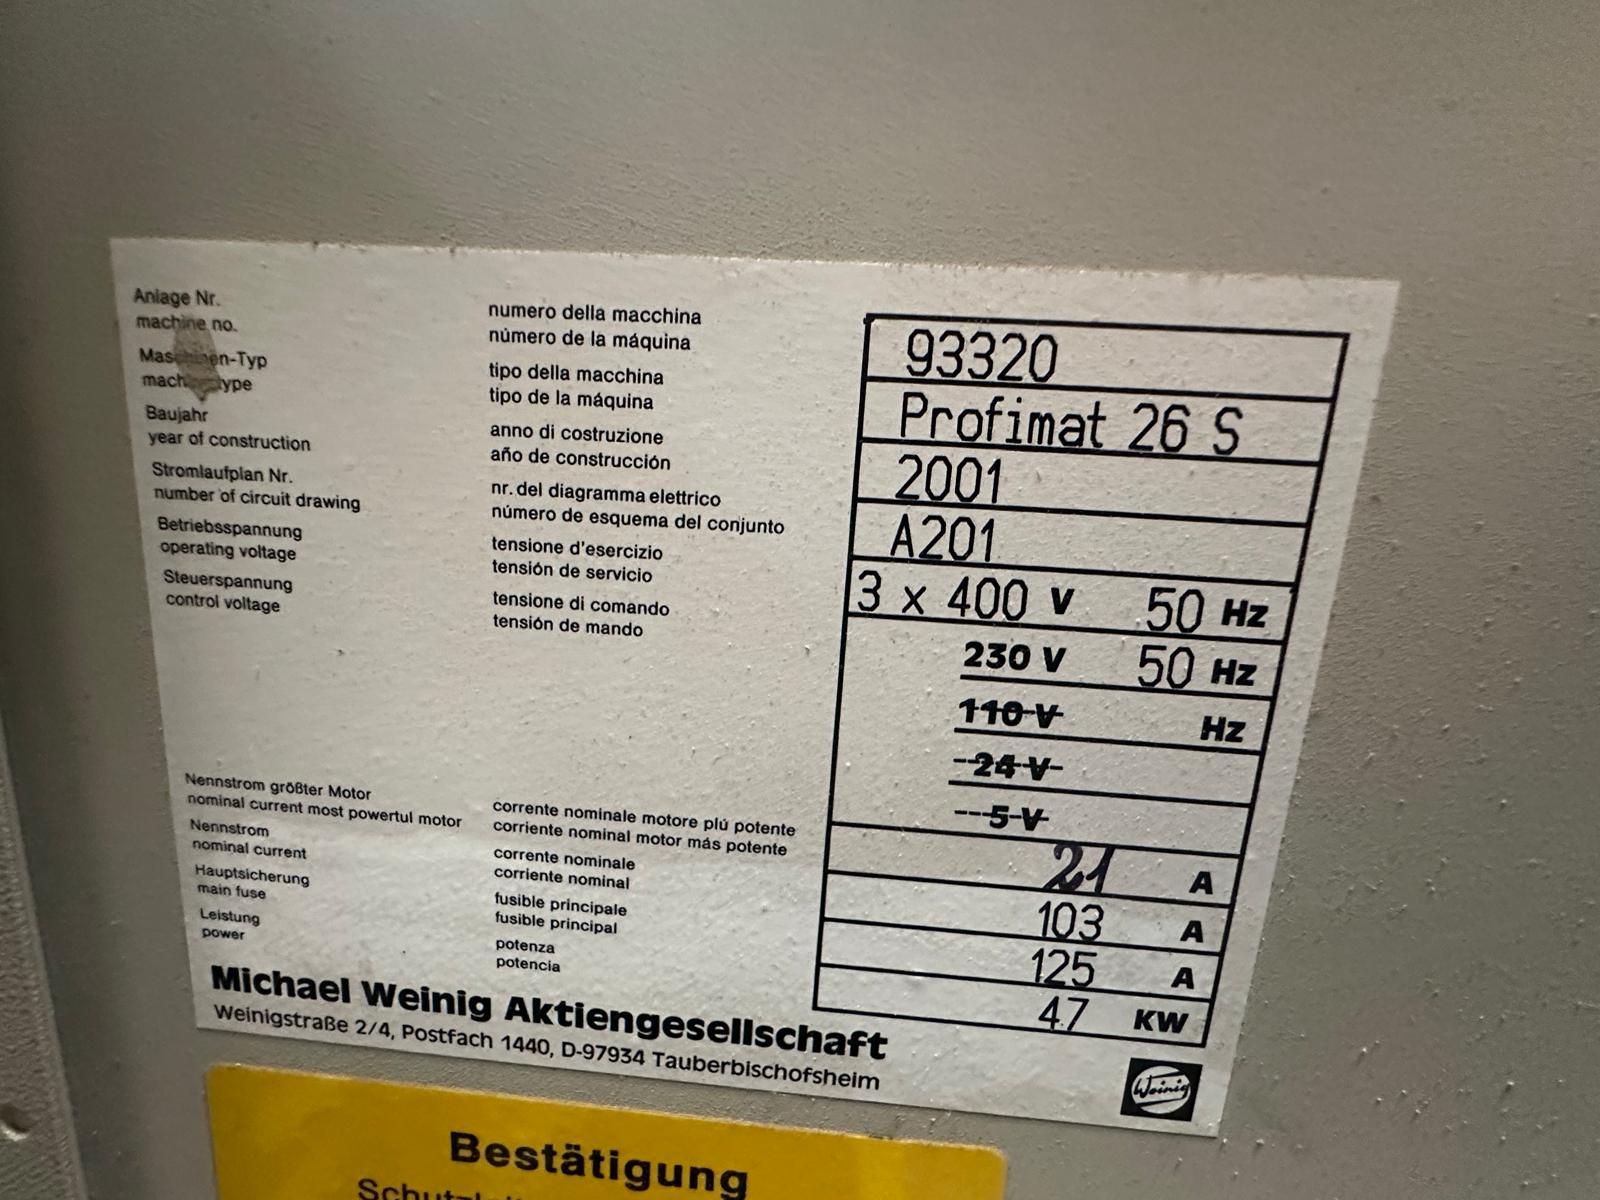 Anlage Nr.
machine no.
numero della macchina
número de la máquina
93320
Maschinen-Typ
machine type
tipo della macchina
tipo de la máquina
Profimat 26 S
Baujahr
year of construction
anno di costruzione
año de construcción
2001
Stromlaufplan Nr.
number of circuit drawing
nr. del diagramma elettrico
número de esquema del conjunto
A201
Betriebsspannung
operating voltage
tensione d'esercizio
tensión de servicio
3 x 400 V 50 Hz
Steuerspannung
control voltage
tensione di comando
tensión de mando
230 V 50 Hz
110 V Hz
24 V
5 V
Nennstrom größter Motor
nominal current most powertul motor
corrente nominale motore plú potente
corriente nominal motor más potente
21 A
Nennstrom
nominal current
corrente nominale
corriente nominal
103 A
Hauptsicherung
main fuse
fusibile principale
fusible principal
125 A
Leistung
power
potenza
potencia
47 KW
Michael Weinig Aktiengesellschaft
Weinigstraße 2/4, Postfach 1440, D-97934 Tauberbischofsheim
Weinig
Bestätigung